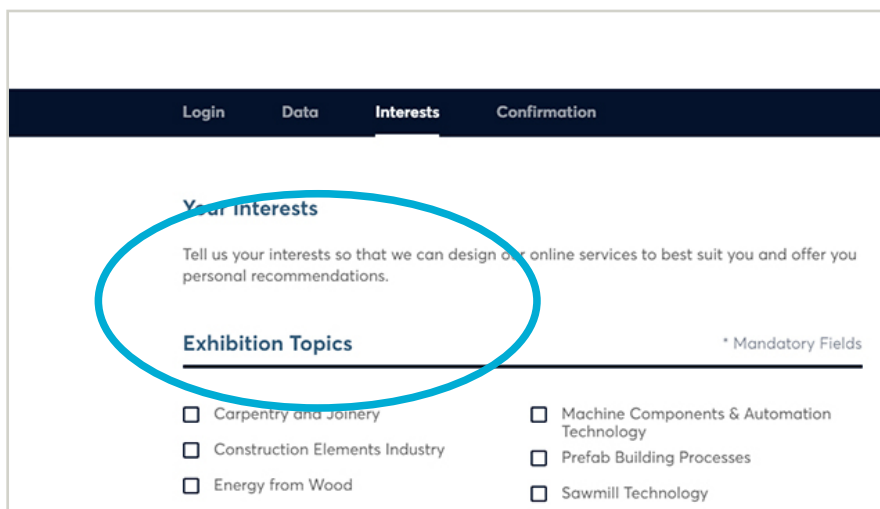 Login Data Interests Confirmation
Your Interests
Tell us your interests so that we can design our online services to best suit you and offer you
personal recommendations.
Exhibition Topics * Mandatory Fields
Carpentry and Joinery
Construction Elements Industry
Energy from Wood
Machine Components & Automation
Technology
Prefab Building Processes
Sawmill Technology